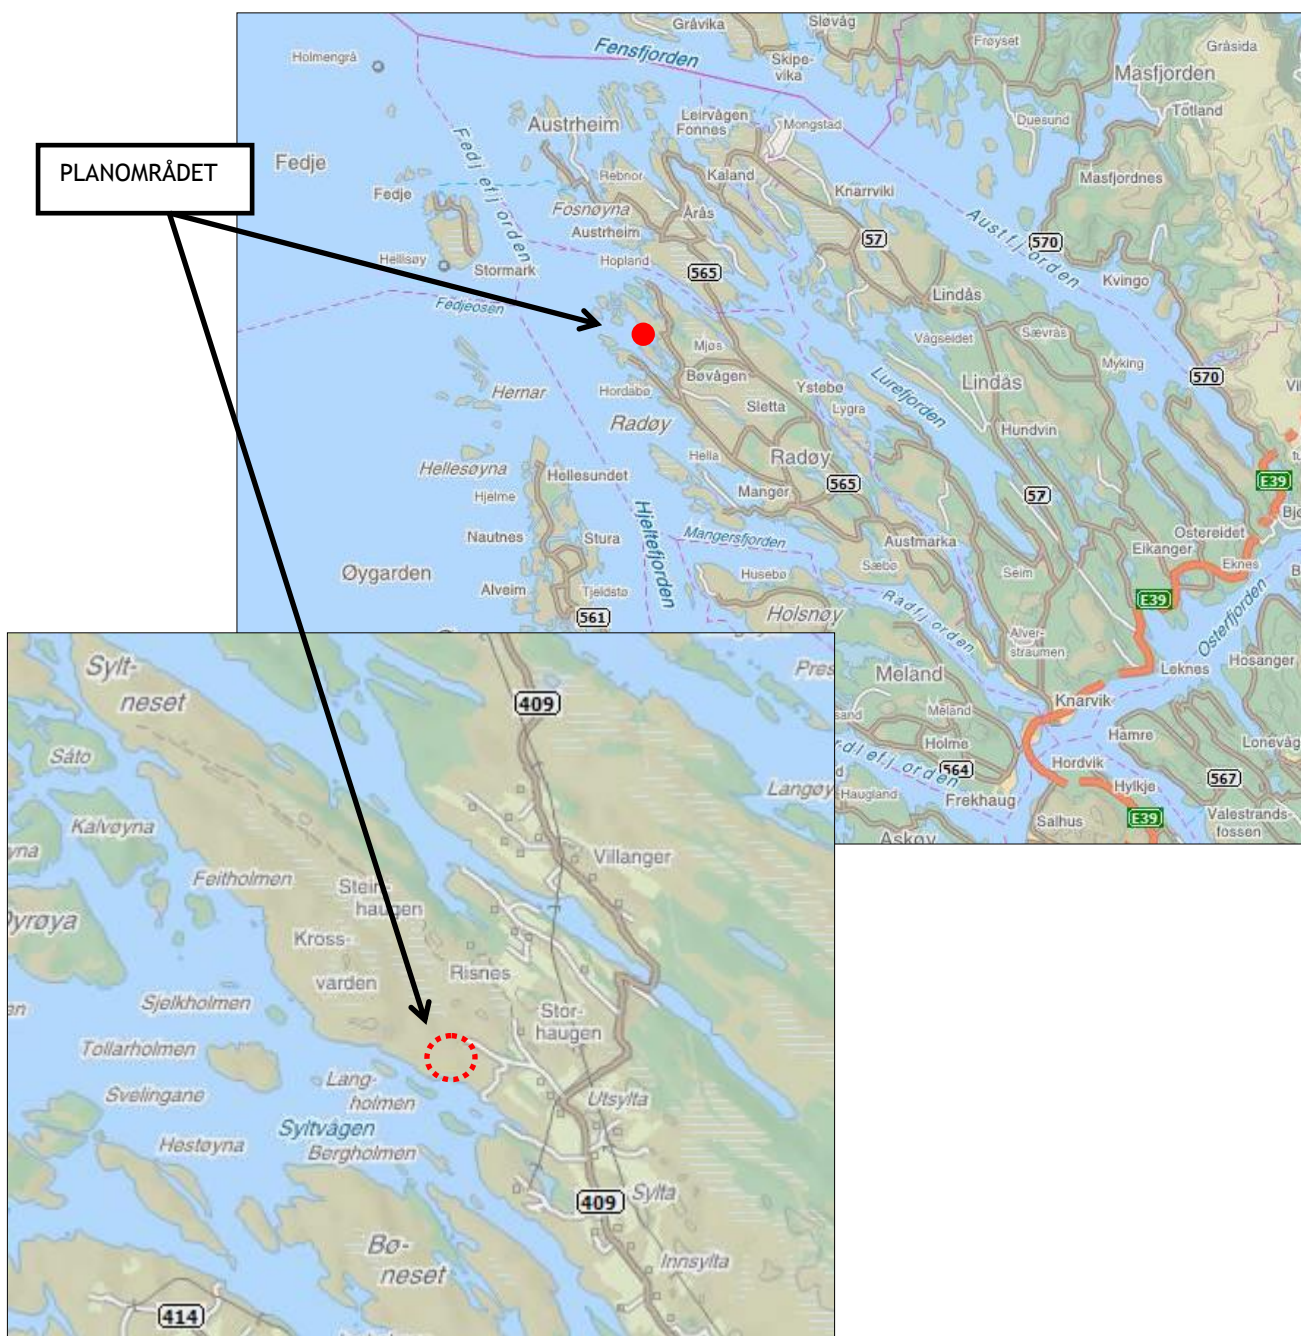 PLANOMRÅDET
Gråvika
Sløvåg
Holmengrå
Fensfjorden
Skipe-
vika
Frøyset
Gråsida
Masfjorden
Leirvågen
Fonnes
Mongstad
Duesund
Totland
Austrheim
Fedje
Fedjefjorden
Rebnor
Kaland
Knarrviki
Masfjordnes
Fedje
Fosnøyna
Årås
Austrheim
57
Austfjorden
570
Hellisøy
Stormark
Hopland
565
Kvingo
Fedjeosen
Lindås
Vågseidet
Sævrås
Mjøs
Myking
Bøvågen
Ystebø
Lurefjorden
Lindås
570
Hernar
Hordabø
Sletta
Lygra
Radøy
Hundvin
Hella
Radøy
Hellesøyna
Hellesundet
565
57
E39
Hjelme
Manger
Nautnes
Stura
Hjeltefjorden
Mangersfjorden
Austmarka
Ostereidet
Eikanger
Eknes
Øygarden
Sæbø
Seim
Alveim
Tjeldstø
Husebø
Radfjorden
E39
561
Holsnøy
Osterfjorden
Alver-
straumen
Meland
Leknes
Hosanger
Knarvik
Meland
Hamre
Holme
Hordvik
564
Hylkje
567
Haugland
Frekhaug
Salhus
E39
Valestrands-
fossen
Askøy
Sylt-
neset
409
Såto
Langøy
Kalvøyna
Villanger
Feitholmen
Stein-
haugen
Kross-
varden
Risnes
Sjelkholmen
Stor-
haugen
Tollarholmen
Lang-
holmen
Svelingane
Utsylta
Syltvågen
Hestøyna
Bergholmen
Sylta
409
Bø-
neset
Innsylta
414